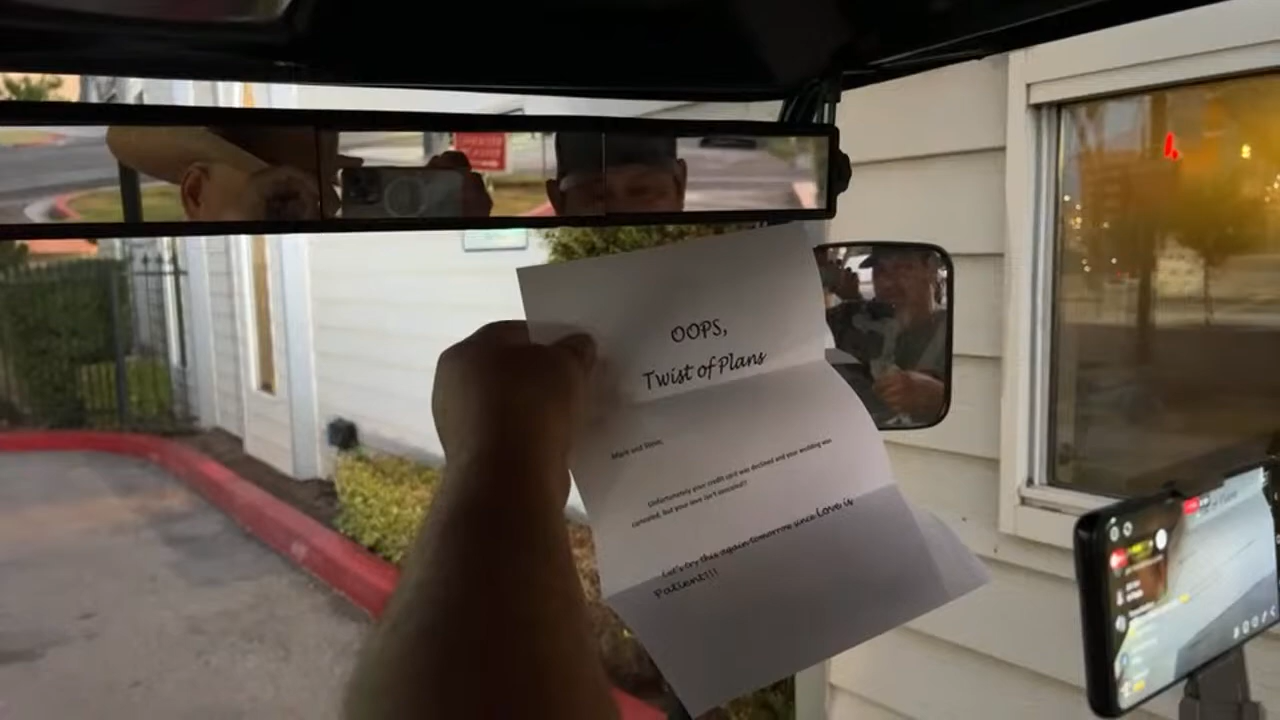 OOPS,
Twist of Plans
Mark and Steve,
Unfortunately your credit card was declined and your wedding was
canceled, but your love isn't canceled!!
Let's try this again tomorrow since Love is
Patient!!!